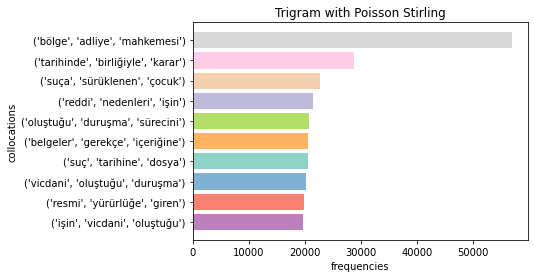 Trigram with Poisson Stirling
collocations
('bölge', 'adliye', 'mahkemesi')
('tarihinde', 'birliğiyle', 'karar')
('suça', 'sürüklenen', 'çocuk')
('reddi', 'nedenleri', 'işin')
('oluştuğu', 'duruşma', 'sürecini')
('belgeler', 'gerekçe', 'içeriğine')
('suç', 'tarihine', 'dosya')
('vicdani', 'oluştuğu', 'duruşma')
('resmi', 'yürürlüğe', 'giren')
('işin', 'vicdani', 'oluştuğu')
0 10000 20000 30000 40000 50000
frequencies